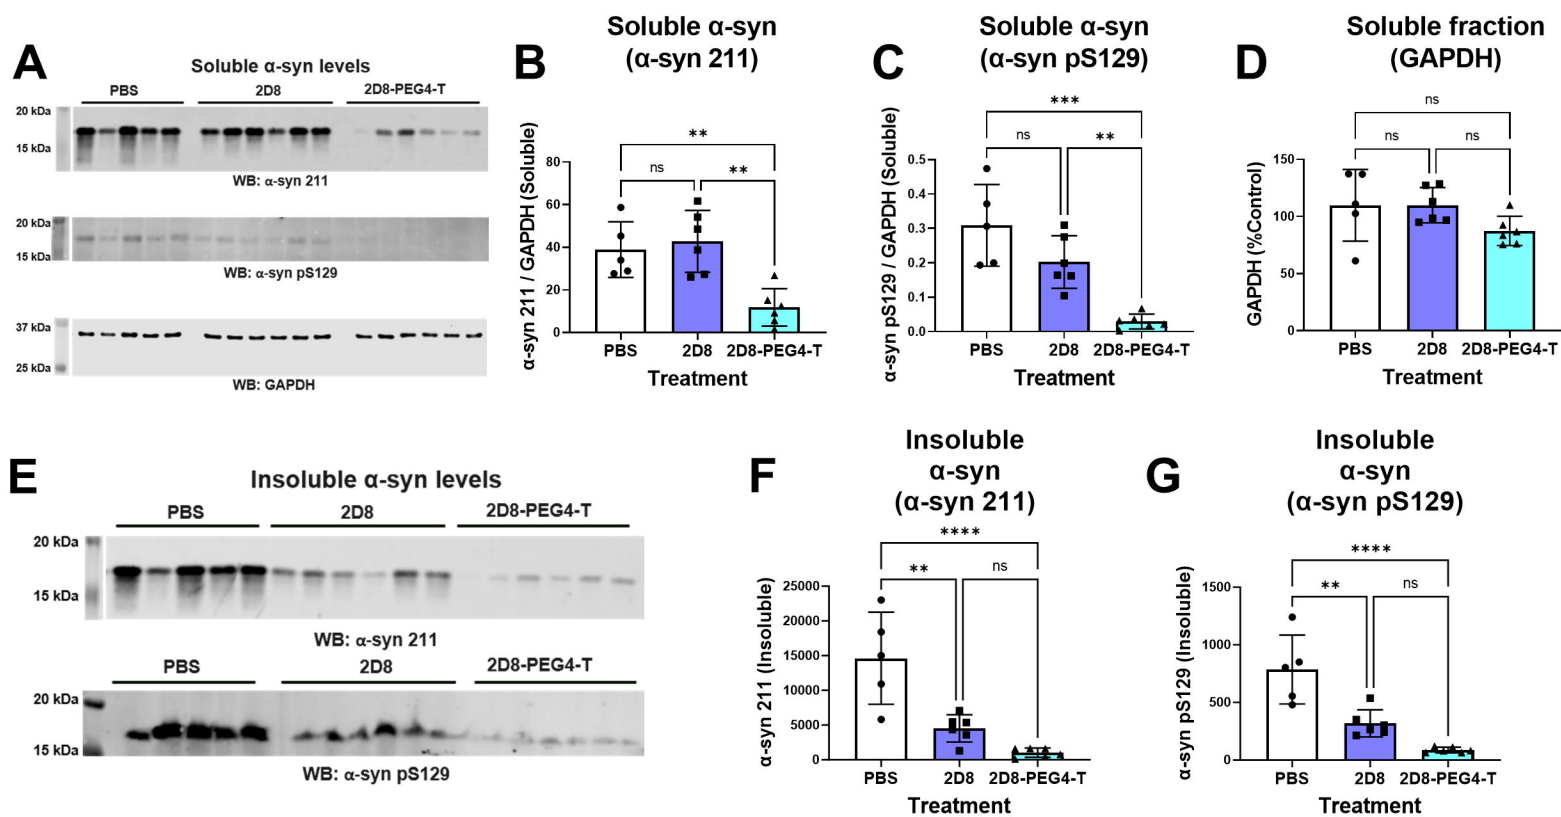 A
Soluble α-syn levels
PBS 2D8 2D8-PEG4-T
20 kDa
15 kDa
WB: α-syn 211
20 kDa
15 kDa
WB: α-syn pS129
37 kDa
25 kDa
WB: GAPDH
B
Soluble α-syn
(α-syn 211)
α-syn 211 / GAPDH (Soluble)
**
ns **
80
60
40
20
0
PBS 2D8 2D8-PEG4-T
Treatment
C
Soluble α-syn
(α-syn pS129)
α-syn pS129 / GAPDH (Soluble)
***
ns **
0.5
0.4
0.3
0.2
0.1
0.0
PBS 2D8 2D8-PEG4-T
Treatment
D
Soluble fraction
(GAPDH)
GAPDH (%Control)
ns
ns ns
150
100
50
0
PBS 2D8 2D8-PEG4-T
Treatment
E
Insoluble α-syn levels
PBS 2D8 2D8-PEG4-T
20 kDa
15 kDa
WB: α-syn 211
PBS 2D8 2D8-PEG4-T
20 kDa
15 kDa
WB: α-syn pS129
F
Insoluble
α-syn
(α-syn 211)
α-syn 211 (Insoluble)
****
** ns
25000
20000
15000
10000
5000
0
PBS 2D8 2D8-PEG4-T
Treatment
G
Insoluble
α-syn
(α-syn pS129)
α-syn pS129 (Insoluble)
****
** ns
1500
1000
500
0
PBS 2D8 2D8-PEG4-T
Treatment